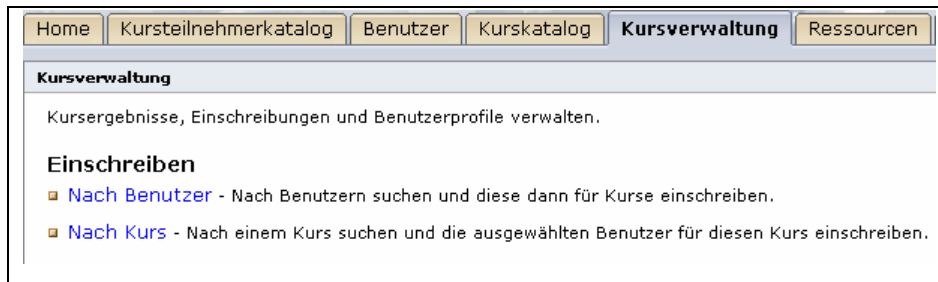 Home Kursteilnehmerkatalog Benutzer Kurskatalog Kursverwaltung Ressourcen
Kursverwaltung
Kursergebnisse, Einschreibungen und Benutzerprofile verwalten.
Einschreiben
Nach Benutzer - Nach Benutzern suchen und diese dann für Kurse einschreiben.
Nach Kurs - Nach einem Kurs suchen und die ausgewählten Benutzer für diesen Kurs einschreiben.